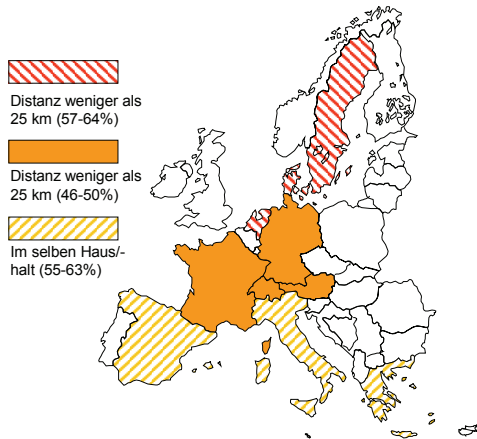 Distanz weniger als
25 km (57-64%)
Distanz weniger als
25 km (46-50%)
Im selben Haus/-
halt (55-63%)